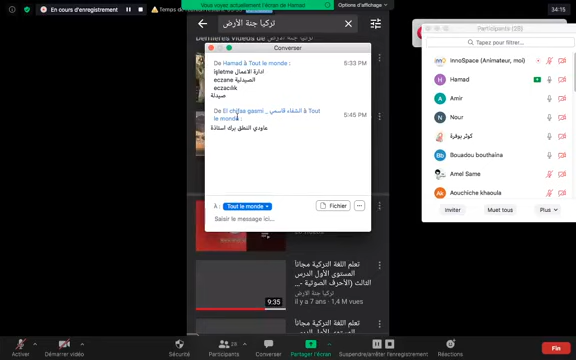 Vous voyez actuellement l'écran de Hamad
Options d'affichage
En cours d'enregistrement
34:15
تركيا جنة الأرض
Converser
De Hamad à Tout le monde :
5:33 PM
işletme ادارة الاعمال
eczane الصيدلية
eczacilik
صيدلة
De El chifaa gasmi _ الشفاء قاسمي à Tout
le monde :
5:45 PM
عاودي النطق برك استاذة
À :
Tout le monde
Fichier
Saisir le message ici...
9:35
تعلم اللغة التركية مجاناً
المستوى الأول الدرس
الثالث (الأحرف الصوتية -...
تركيا جنة الأرض
il y a 7 ans · 1,4 M vues
تعلم اللغة التركية مجاناً
Participants
Tapez pour filtrer...
InnoSpace (Animateur, moi)
Hamad
Amir
Nour
كوثر بوقرة
Bb
Bouadou bouthaina
Amel Same
Aouchiche khaoula
Inviter
Muet tous
Plus
Activer
Démarrer vidéo
Sécurité
Participants
Converser
Partager l'écran
Suspendre/arrêter l'enregistrement
Réactions
Fin